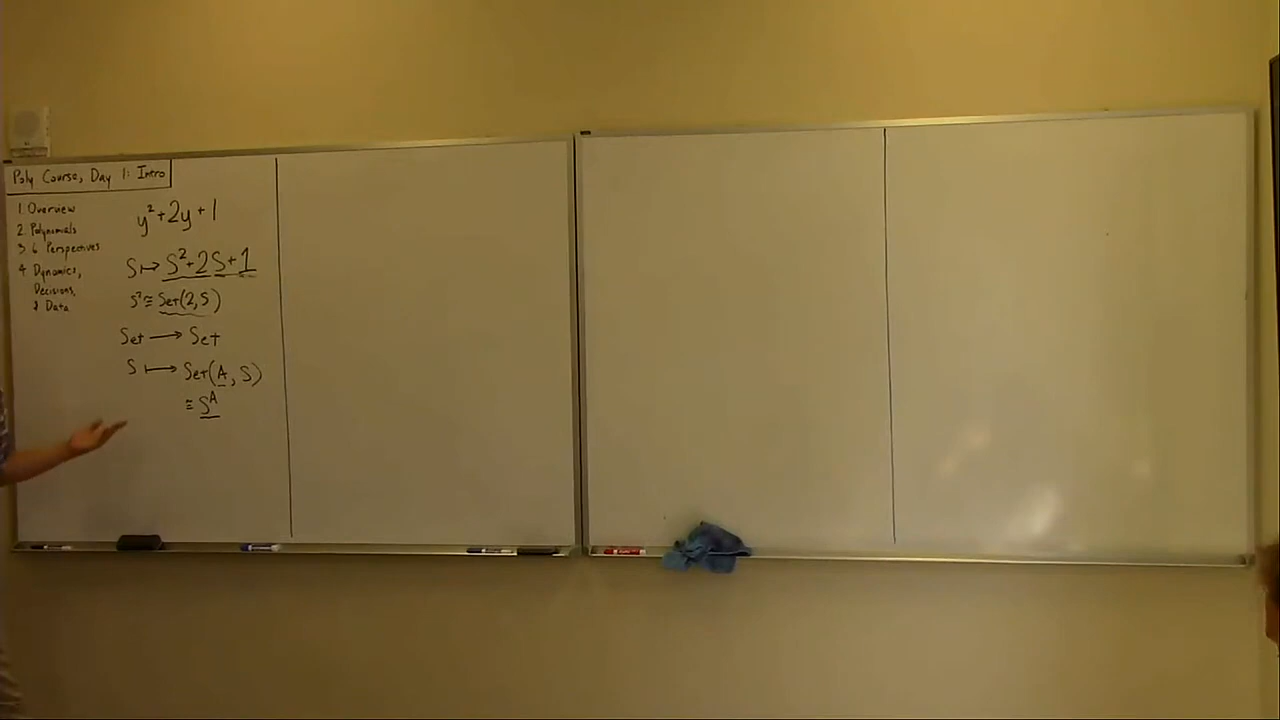 Poly Course, Day 1: Intro
1. Overview
2. Polynomials
3 6 Perspectives
4. Dynamics,
Decisions,
& Data
y² + 2y + 1
S ↦ S² + 2S + 1
S² ≅ Set(2, S)
Set → Set
S ↦ Set(A, S)
≅ S^A